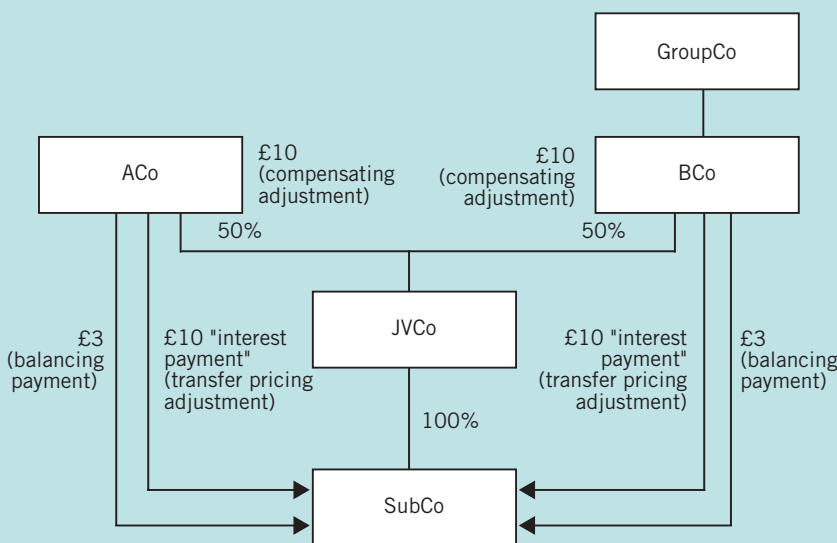 GroupCo
ACo
£10
(compensating
adjustment)
£10
(compensating
adjustment)
BCo
50%
50%
£3
(balancing
payment)
£10 "interest
payment"
(transfer pricing
adjustment)
JVCo
£10 "interest
payment"
(transfer pricing
adjustment)
£3
(balancing
payment)
100%
SubCo